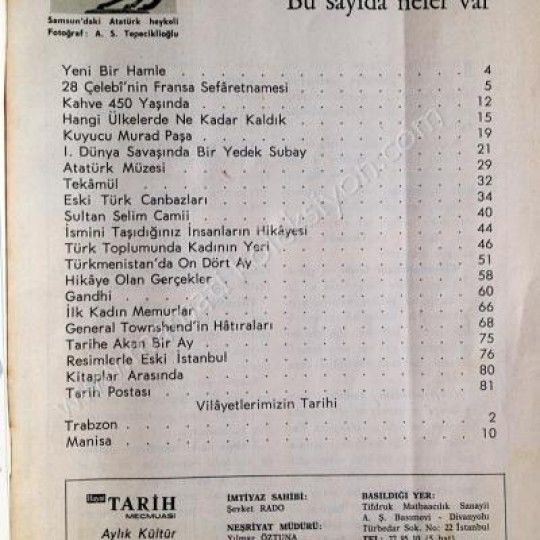 Bu sayıda neler var
Samsun'daki Atatürk heykeli
Fotoğraf : A. S. Tepeciklioğlu
Yeni Bir Hamle . . . . . . . . 4
28 Çelebî'nin Fransa Sefâretnamesi . . . . . . . . 5
Kahve 450 Yaşında . . . . . . . . 12
Hangi Ülkelerde Ne Kadar Kaldık . . . . . . . . 15
Kuyucu Murad Paşa . . . . . . . . 19
I. Dünya Savaşında Bir Yedek Subay . . . . . . . . 21
Atatürk Müzesi . . . . . . . . 29
Tekâmül . . . . . . . . 32
Eski Türk Canbazları . . . . . . . . 34
Sultan Selim Camii . . . . . . . . 40
İsmini Taşıdığınız İnsanların Hikâyesi . . . . . . . . 44
Türk Toplumunda Kadının Yeri . . . . . . . . 46
Türkmenistan'da On Dört Ay . . . . . . . . 51
Hikâye Olan Gerçekler . . . . . . . . 58
Gandhi . . . . . . . . 60
İlk Kadın Memurlar . . . . . . . . 66
General Townshend'in Hâtıraları . . . . . . . . 68
Tarihe Akan Bir Ay . . . . . . . . 75
Resimlerle Eski İstanbul . . . . . . . . 76
Kitaplar Arasında . . . . . . . . 80
Tarih Postası . . . . . . . . 81
Vilâyetlerimizin Tarihi
Trabzon . . . . . . . . 2
Manisa . . . . . . . . 10
Hayat TARİH
MECMUASI
Aylık Kültür
İMTİYAZ SAHİBİ:
Şevket RADO
NEŞRİYAT MÜDÜRÜ:
Yılmaz ÖZTUNA
BASILDIĞI YER:
Tifdruk Matbaacılık Sanayii
A. Ş. Basımevi - Divanyolu
Türbedar Sok. No: 22 İstanbul